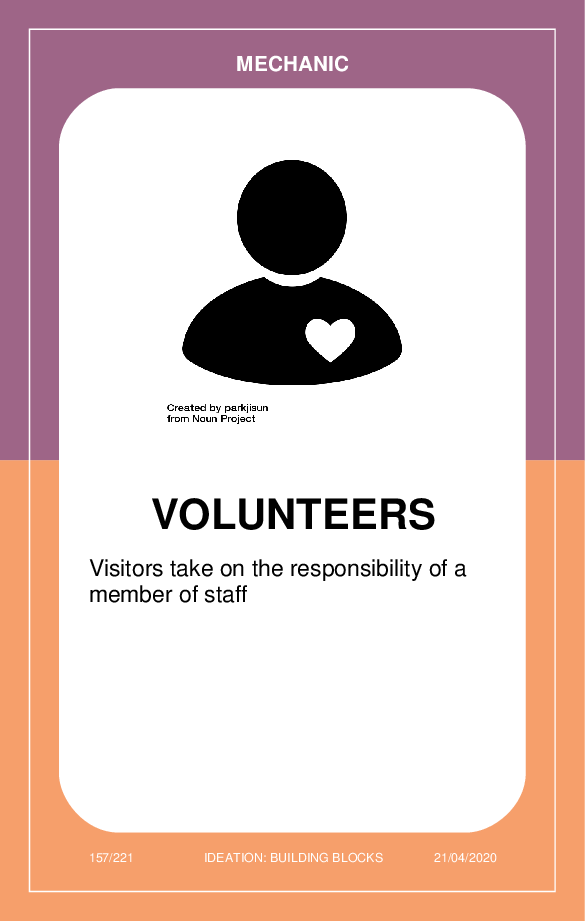 MECHANIC
Created by parkjisun
from Noun Project
VOLUNTEERS
Visitors take on the responsibility of a
member of staff
157/221 IDEATION: BUILDING BLOCKS 21/04/2020